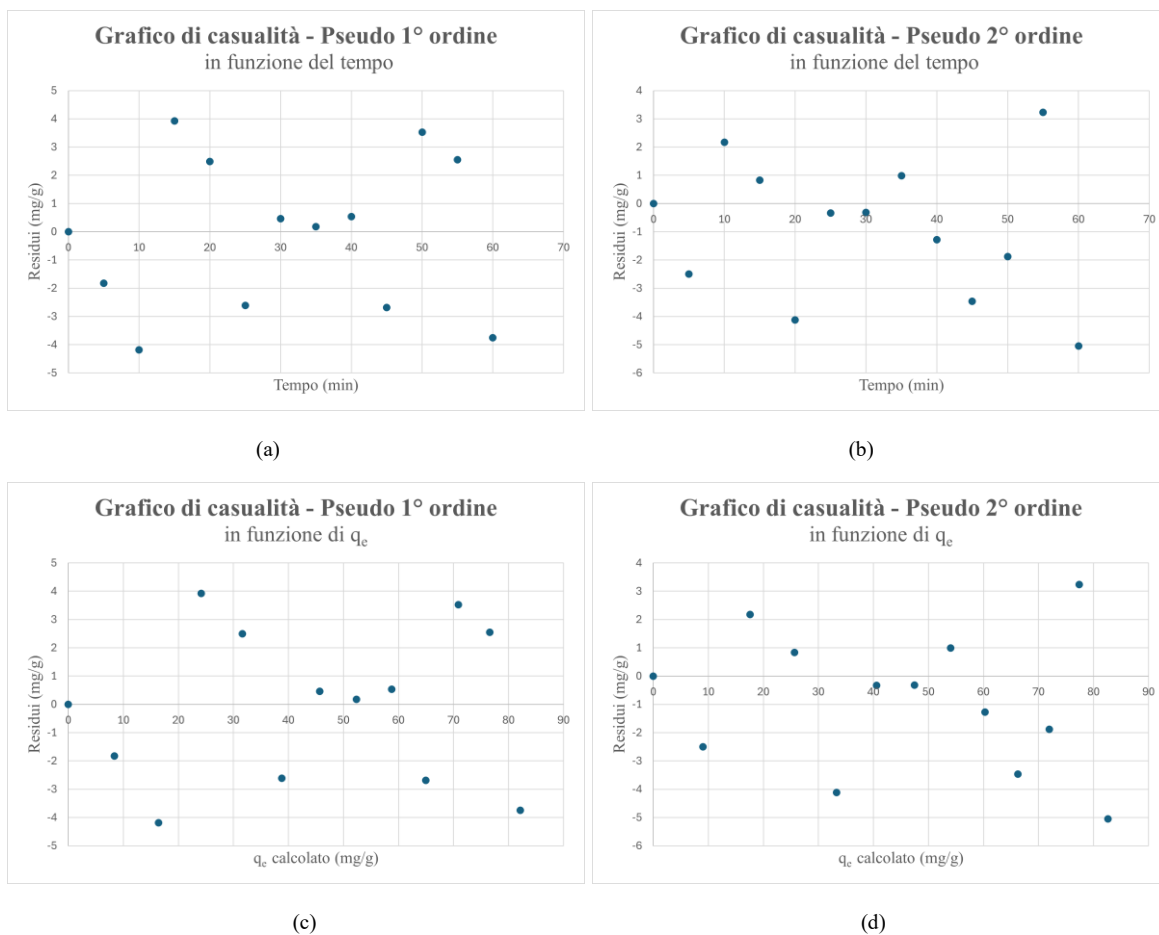 Grafico di casualità - Pseudo 1° ordine
in funzione del tempo
5
4
3
2
1
0
-1
-2
-3
-4
-5
0 10 20 30 40 50 60 70
Residui (mg/g)
Tempo (min)
(a)
Grafico di casualità - Pseudo 2° ordine
in funzione del tempo
4
3
2
1
0
-1
-2
-3
-4
-5
-6
0 10 20 30 40 50 60 70
Residui (mg/g)
Tempo (min)
(b)
Grafico di casualità - Pseudo 1° ordine
in funzione di qₑ
5
4
3
2
1
0
-1
-2
-3
-4
-5
0 10 20 30 40 50 60 70 80 90
Residui (mg/g)
qₑ calcolato (mg/g)
(c)
Grafico di casualità - Pseudo 2° ordine
in funzione di qₑ
4
3
2
1
0
-1
-2
-3
-4
-5
-6
0 10 20 30 40 50 60 70 80 90
Residui (mg/g)
qₑ calcolato (mg/g)
(d)